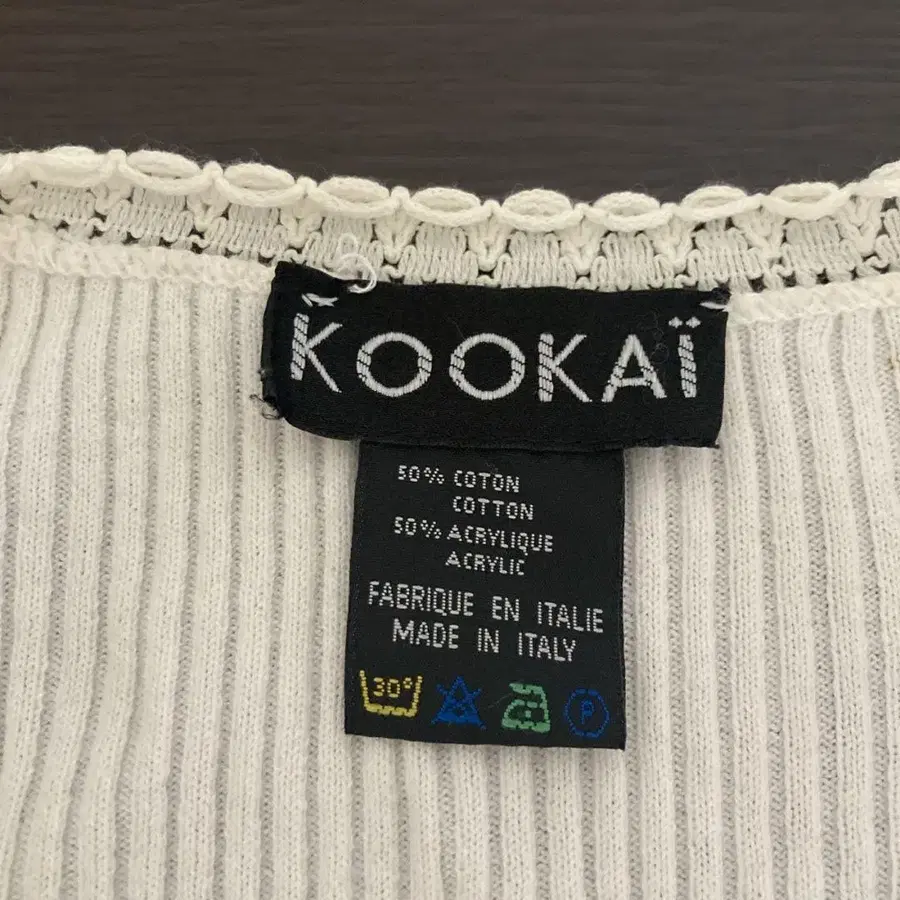 KOOKAÏ
50% COTON
COTTON
50% ACRYLIQUE
ACRYLIC
FABRIQUE EN ITALIE
MADE IN ITALY
30° P